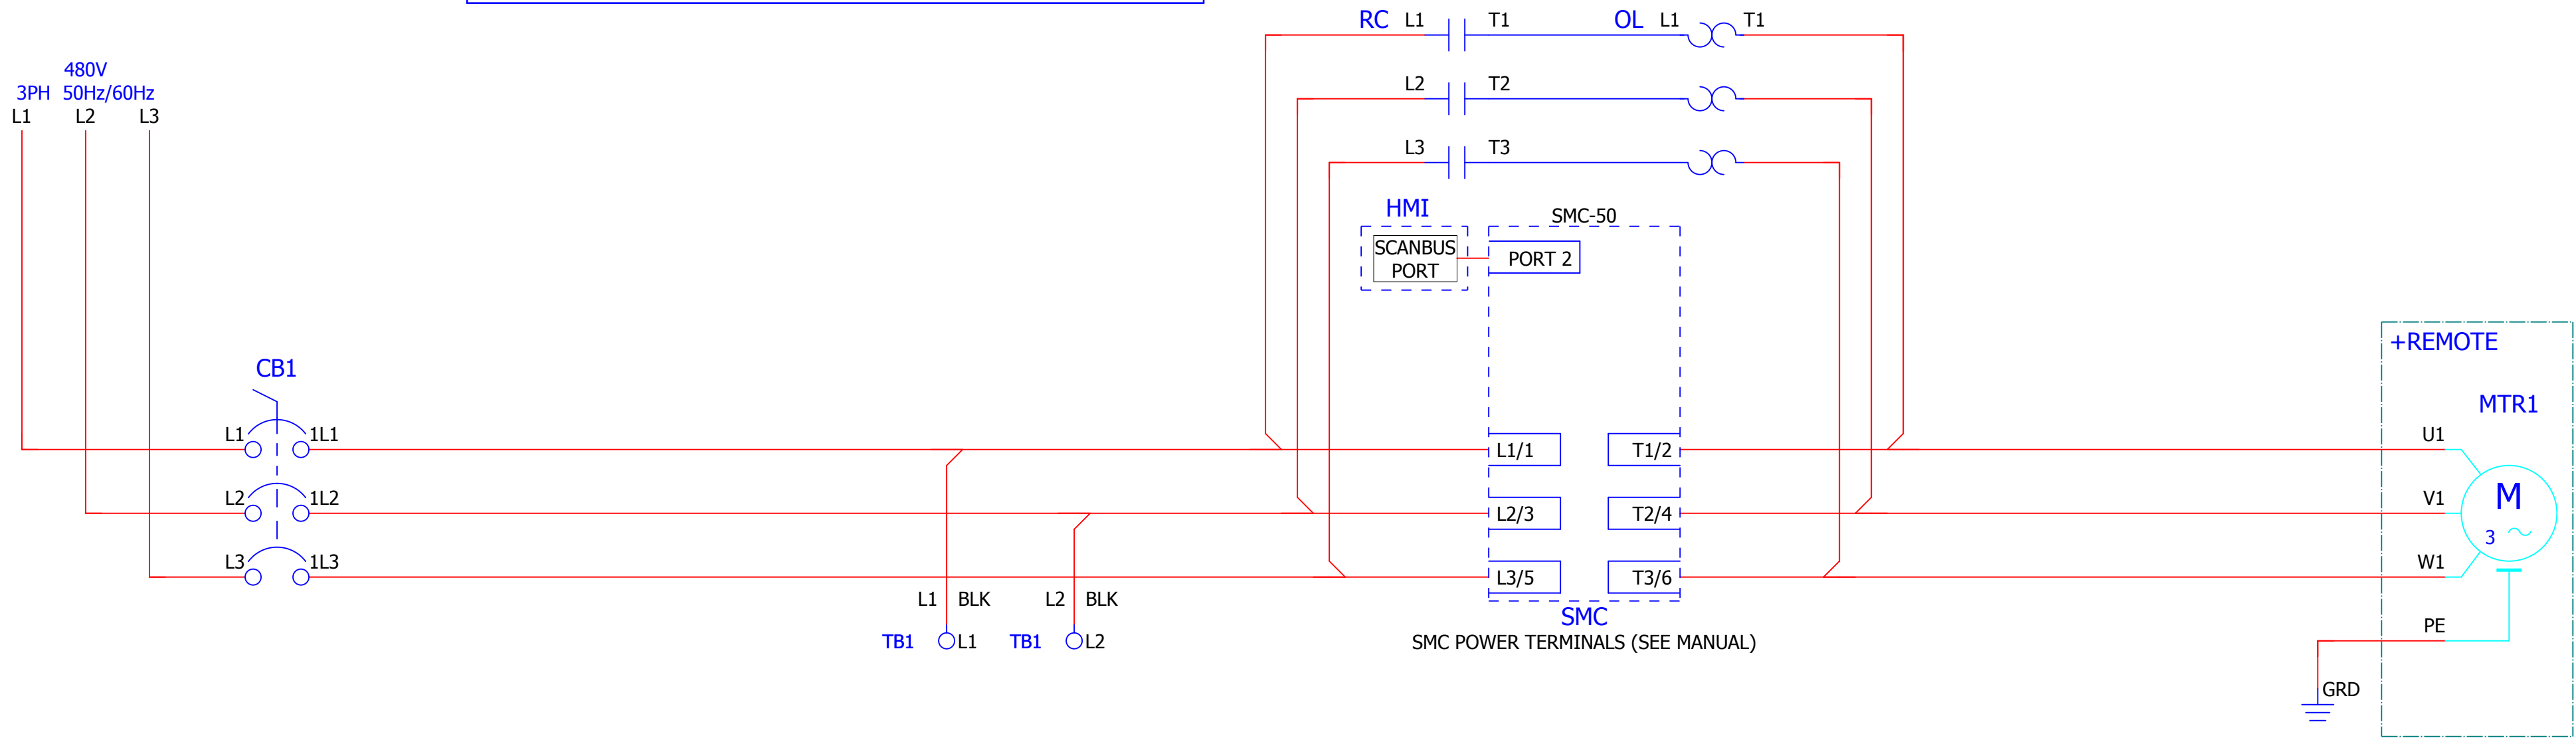 RC L1 T1 OL L1 T1
480V
3PH 50Hz/60Hz
L1 L2 L3
L2 T2
L3 T3
HMI
SMC-50
SCANBUS
PORT
PORT 2
+REMOTE
CB1
MTR1
L1 1L1
L1/1 T1/2
U1
L2 1L2
L2/3 T2/4
V1
M
3 ~
L3 1L3
L3/5 T3/6
W1
L1 BLK L2 BLK
SMC
PE
TB1 L1 TB1 L2
SMC POWER TERMINALS (SEE MANUAL)
GRD